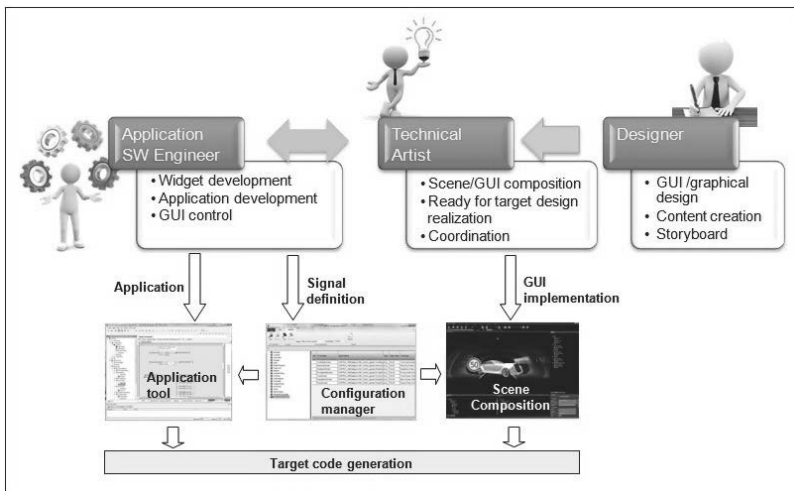 Application
SW Engineer
• Widget development
• Application development
• GUI control
Technical
Artist
• Scene/GUI composition
• Ready for target design
realization
• Coordination
Designer
• GUI /graphical
design
• Content creation
• Storyboard
Application
Signal
definition
GUI
implementation
Application
tool
Configuration
manager
50
Scene
Composition
Target code generation